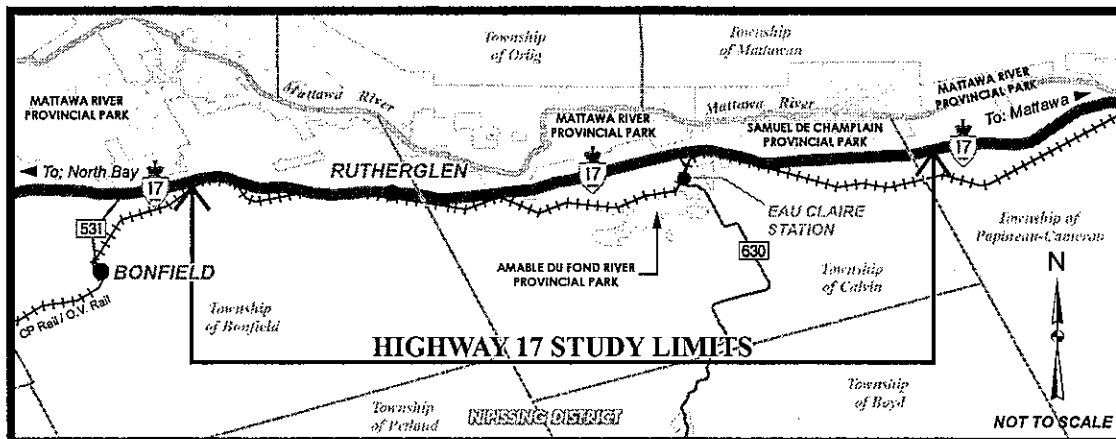 Township
of Orlig
Township
of Mattawan
MATTAWA RIVER
PROVINCIAL PARK
Mattawa River
MATTAWA RIVER
PROVINCIAL PARK
Mattawa River
MATTAWA RIVER
PROVINCIAL PARK
To: Mattawa
SAMUEL DE CHAMPLAIN
PROVINCIAL PARK
17
To: North Bay
17
RUTHERGLEN
17
531
BONFIELD
EAU CLAIRE
STATION
630
AMABLE DU FOND RIVER
PROVINCIAL PARK
Township of
Papineau-Cameron
N
CP Rail / O.V. Rail
Township
of Bonfield
Township
of Calvin
HIGHWAY 17 STUDY LIMITS
Township
of Boyd
Township
NIPISSING DISTRICT
NOT TO SCALE